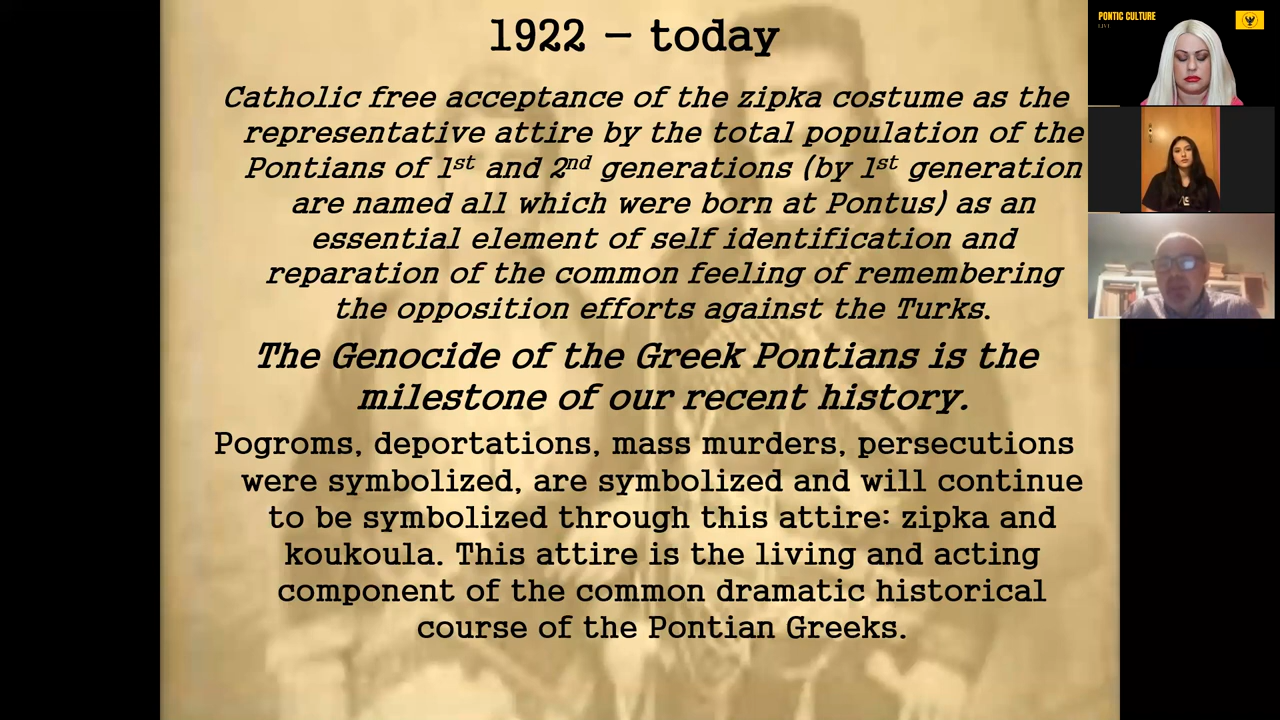 1922 – today
Catholic free acceptance of the zipka costume as the
representative attire by the total population of the
Pontians of 1st and 2nd generations (by 1st generation
are named all which were born at Pontus) as an
essential element of self identification and
reparation of the common feeling of remembering
the opposition efforts against the Turks.
The Genocide of the Greek Pontians is the
milestone of our recent history.
Pogroms, deportations, mass murders, persecutions
were symbolized, are symbolized and will continue
to be symbolized through this attire: zipka and
koukoula. This attire is the living and acting
component of the common dramatic historical
course of the Pontian Greeks.
PONTIC CULTURE
LIVE